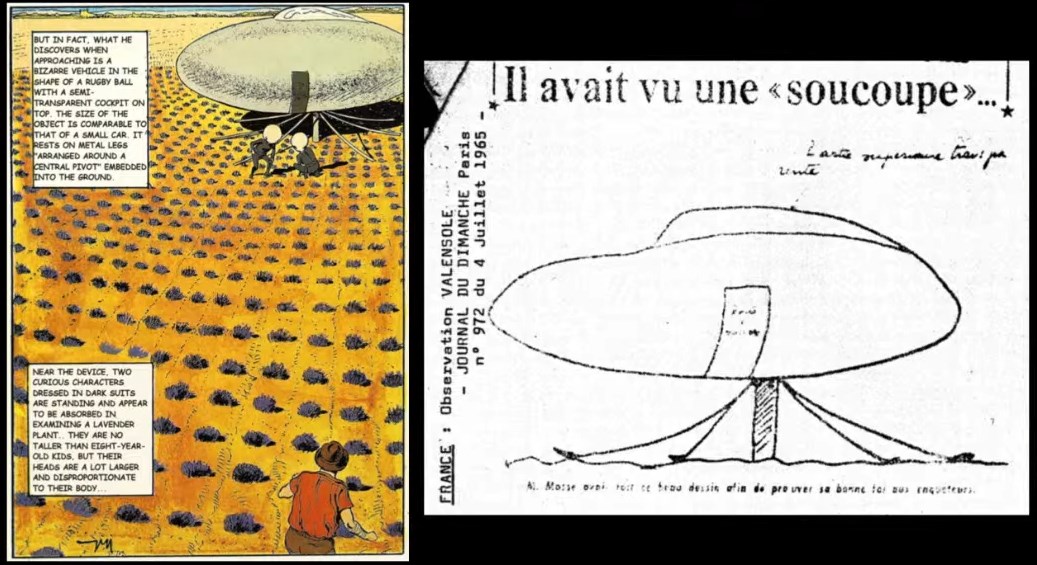 BUT IN FACT, WHAT HE
DISCOVERS WHEN
APPROACHING IS A
BIZARRE VEHICLE IN THE
SHAPE OF A RUGBY BALL
WITH A SEMI-
TRANSPARENT COCKPIT ON
TOP. THE SIZE OF THE
OBJECT IS COMPARABLE TO
THAT OF A SMALL CAR. IT
RESTS ON METAL LEGS
"ARRANGED AROUND A
CENTRAL PIVOT" EMBEDDED
INTO THE GROUND.
NEAR THE DEVICE, TWO
CURIOUS CHARACTERS
DRESSED IN DARK SUITS
ARE STANDING AND APPEAR
TO BE ABSORBED IN
EXAMINING A LAVENDER
PLANT.. THEY ARE NO
TALLER THAN EIGHT-YEAR-
OLD KIDS, BUT THEIR
HEADS ARE A LOT LARGER
AND DISPROPORTIONATE
TO THEIR BODY...
Il avait vu une «soucoupe»...
FRANCE : Observation VALENSOLE
- JOURNAL DU DIMANCHE Paris -
n° 972 du 4 Juillet 1965
M. Masse avait fait ce beau dessin afin de prouver sa bonne foi aux enquêteurs.